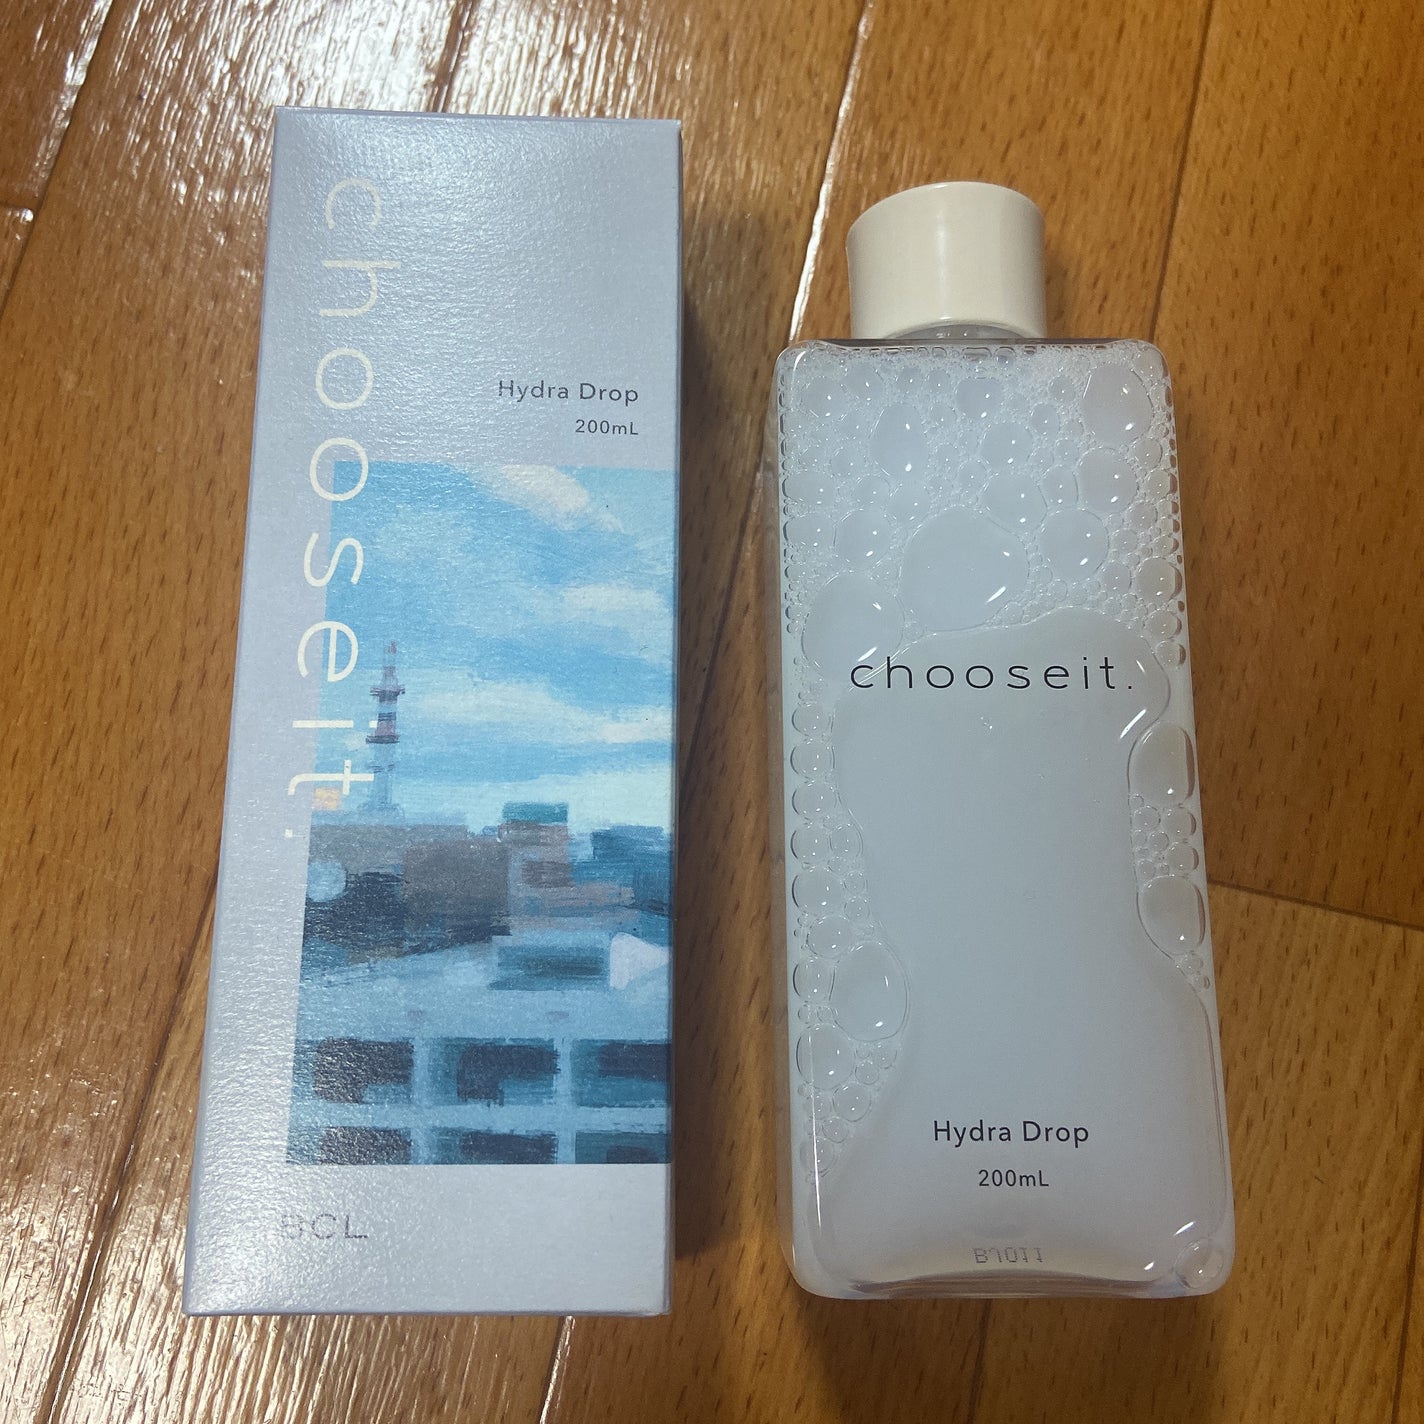 chooseit.
Hydra Drop
200mL
BCL
chooseit.
Hydra Drop
200mL